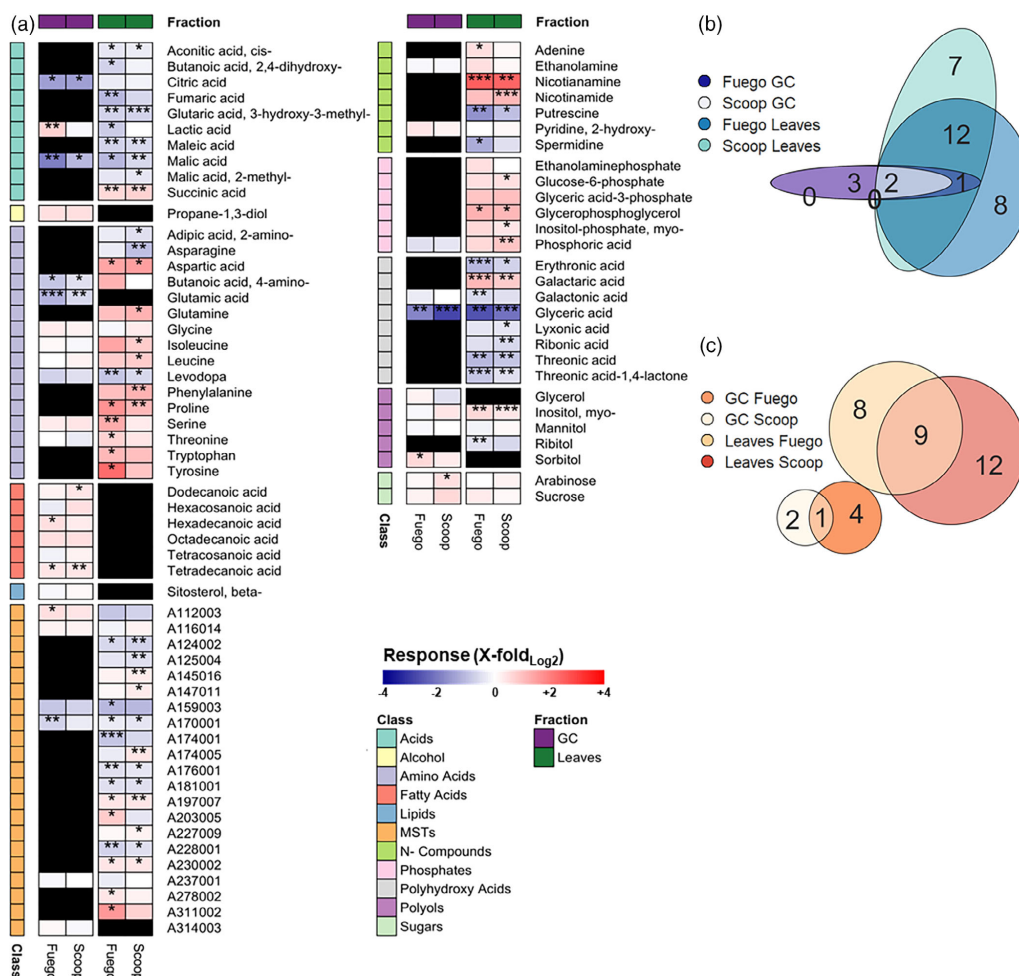 (a)
Fraction
Aconitic acid, cis-
* *
Butanoic acid, 2,4-dihydroxy-
*
Citric acid
* *
Fumaric acid
**
Glutaric acid, 3-hydroxy-3-methyl-
** ***
Lactic acid
** *
Maleic acid
** **
Malic acid
** * * **
Malic acid, 2-methyl-
*
Succinic acid
** **
Propane-1,3-diol
Adipic acid, 2-amino-
*
Asparagine
**
Aspartic acid
* *
Butanoic acid, 4-amino-
* *
Glutamic acid
*** **
Glutamine
*
Glycine
Isoleucine
*
Leucine
*
Levodopa
** *
Phenylalanine
**
Proline
* **
Serine
**
Threonine
*
Tryptophan
*
Tyrosine
*
Dodecanoic acid
*
Hexacosanoic acid
Hexadecanoic acid
*
Octadecanoic acid
Tetracosanoic acid
Tetradecanoic acid
* **
Sitosterol, beta-
A112003
*
A116014
A124002
* **
A125004
**
A145016
**
A147011
*
A159003
*
A170001
** * *
A174001
***
A174005
**
A176001
** *
A181001
* *
A197007
* **
A203005
*
A227009
*
A228001
** *
A230002
* *
A237001
A278002
*
A311002
*
A314003
Class
Fuego
Scoop
Fuego
Scoop
Fraction
Adenine
*
Ethanolamine
Nicotianamine
*** **
Nicotinamide
***
Putrescine
** *
Pyridine, 2-hydroxy-
Spermidine
*
Ethanolaminephosphate
Glucose-6-phosphate
*
Glyceric acid-3-phosphate
Glycerophosphoglycerol
* *
Inositol-phosphate, myo-
*
Phosphoric acid
**
Erythronic acid
*** *
Galactaric acid
*** **
Galactonic acid
**
Glyceric acid
** *** ** ***
Lyxonic acid
*
Ribonic acid
**
Threonic acid
** **
Threonic acid-1,4-lactone
*** **
Glycerol
Inositol, myo-
** ***
Mannitol
Ribitol
**
Sorbitol
*
Arabinose
*
Sucrose
Class
Fuego
Scoop
Fuego
Scoop
Response (X-foldLog2)
-4 -2 0 +2 +4
Class
Acids
Alcohol
Amino Acids
Fatty Acids
Lipids
MSTs
N- Compounds
Phosphates
Polyhydroxy Acids
Polyols
Sugars
Fraction
GC
Leaves
(b)
Fuego GC
Scoop GC
Fuego Leaves
Scoop Leaves
7
12
3 2 1
0 0
0
8
(c)
GC Fuego
GC Scoop
Leaves Fuego
Leaves Scoop
8
9
12
2 1 4